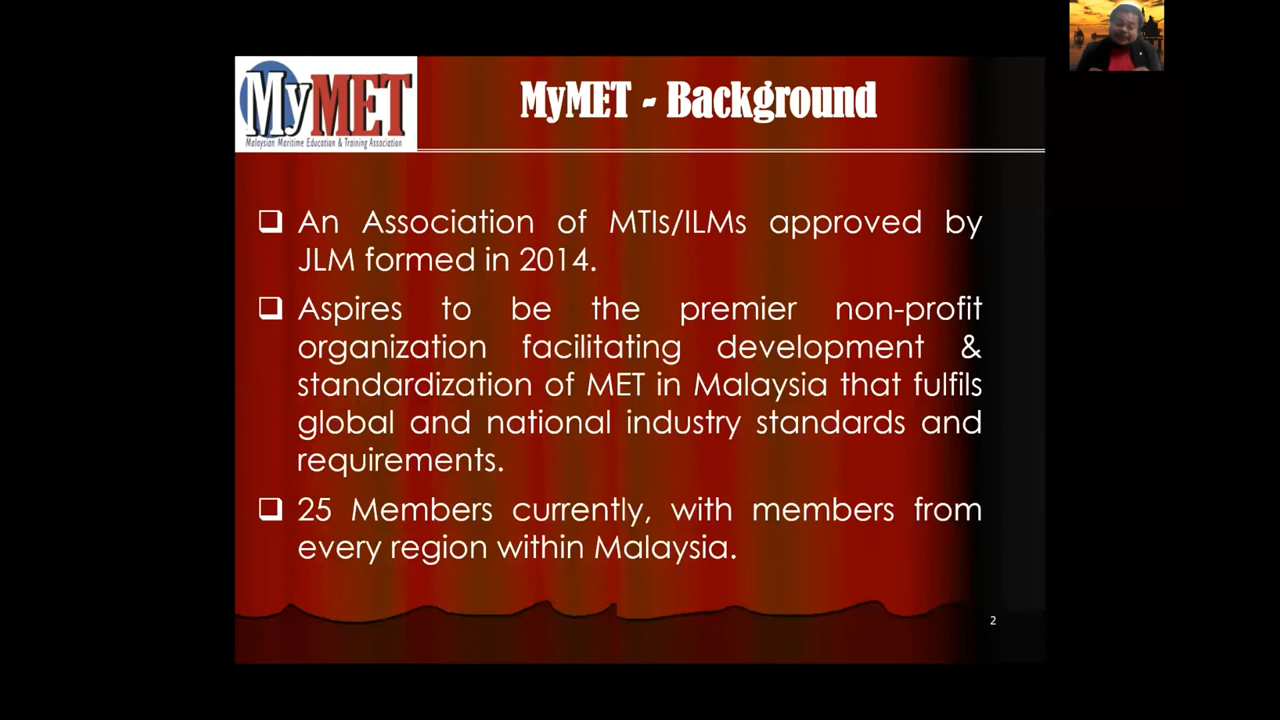 MyMET
Malaysian Maritime Education & Training Association
MyMET - Background
❑ An Association of MTIs/ILMs approved by
JLM formed in 2014.
❑ Aspires to be the premier non-profit
organization facilitating development &
standardization of MET in Malaysia that fulfils
global and national industry standards and
requirements.
❑ 25 Members currently, with members from
every region within Malaysia.
2